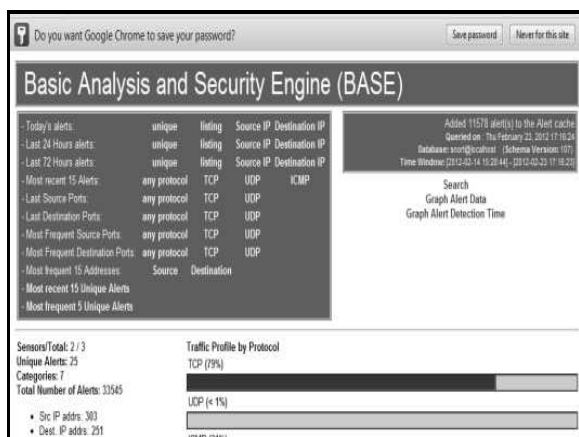 Do you want Google Chrome to save your password? Save password Never for this site
Basic Analysis and Security Engine (BASE)
- Today's alerts: unique listing Source IP Destination IP
- Last 24 Hours alerts: unique listing Source IP Destination IP
- Last 72 Hours alerts: unique listing Source IP Destination IP
- Most recent 15 Alerts: any protocol TCP UDP ICMP
- Last Source Ports: any protocol TCP UDP
- Last Destination Ports: any protocol TCP UDP
- Most Frequent Source Ports: any protocol TCP UDP
- Most Frequent Destination Ports: any protocol TCP UDP
- Most frequent 15 Addresses: Source Destination
- Most recent 15 Unique Alerts
- Most frequent 5 Unique Alerts
Added 11578 alert(s) to the Alert cache
Queried on : Thu February 23, 2012 17:16:24
Database: snort@localhost (Schema Version: 107)
Time Window: [2012-02-14 15:28:44] - [2012-02-23 17:16:23]
Search
Graph Alert Data
Graph Alert Detection Time
Sensors/Total: 2 / 3
Unique Alerts: 25
Categories: 7
Total Number of Alerts: 33545
• Src IP addrs: 303
• Dest. IP addrs: 251
Traffic Profile by Protocol
TCP (79%)
UDP (< 1%)